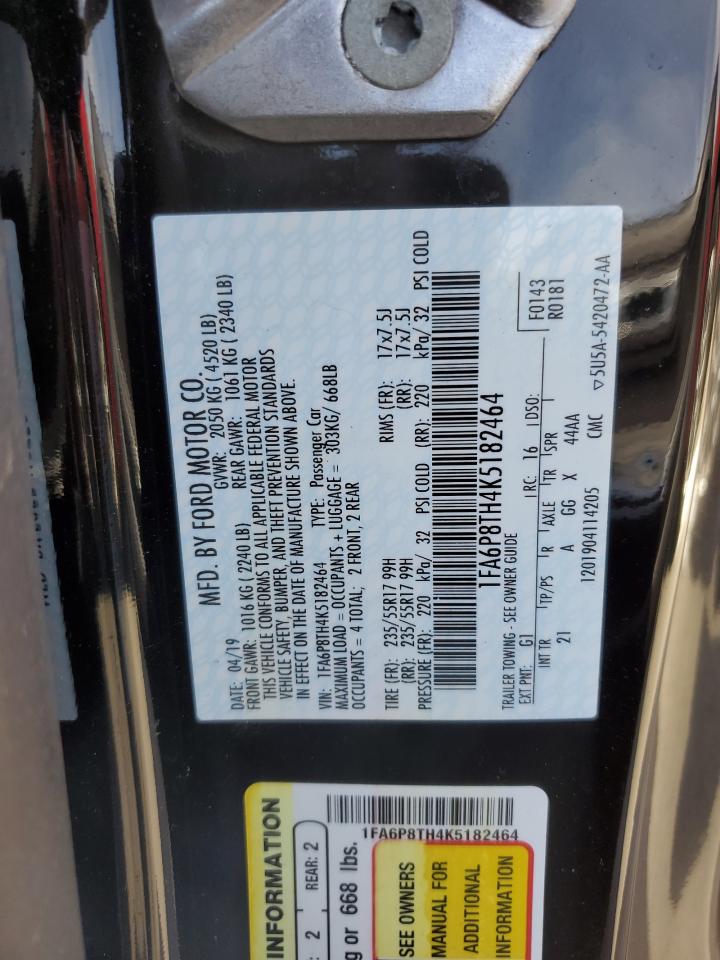 MFD. BY FORD MOTOR CO.
DATE: 04/19 GVWR: 2050 KG ( 4520 LB)
FRONT GAWR: 1016 KG ( 2240 LB) REAR GAWR: 1061 KG ( 2340 LB)
THIS VEHICLE CONFORMS TO ALL APPLICABLE FEDERAL MOTOR
VEHICLE SAFETY, BUMPER, AND THEFT PREVENTION STANDARDS
IN EFFECT ON THE DATE OF MANUFACTURE SHOWN ABOVE.
VIN: 1FA6P8TH4K5182464 TYPE: Passenger Car
MAXIMUM LOAD = OCCUPANTS + LUGGAGE = 303KG/ 668LB
OCCUPANTS = 4 TOTAL; 2 FRONT, 2 REAR
TIRE (FR): 235/55R17 99H RIMS (FR): 17x7.5J
(RR): 235/55R17 99H (RR): 17x7.5J
PRESSURE (FR): 220 kPa/ 32 PSI COLD (RR): 220 kPa/ 32 PSI COLD
1FA6P8TH4K5182464
TRAILER TOWING - SEE OWNER GUIDE
EXT PNT: G1 RC: 16 DSO: F0143
R0181
INT TR TP/PS R AXLE TR SPR
21 A GG X 44AA
1201904114205 CMC ▽5U5A-5420472-AA
INFORMATION
2 REAR: 2
g or 668 lbs.
1FA6P8TH4K5182464
SEE OWNERS
MANUAL FOR
ADDITIONAL
INFORMATION